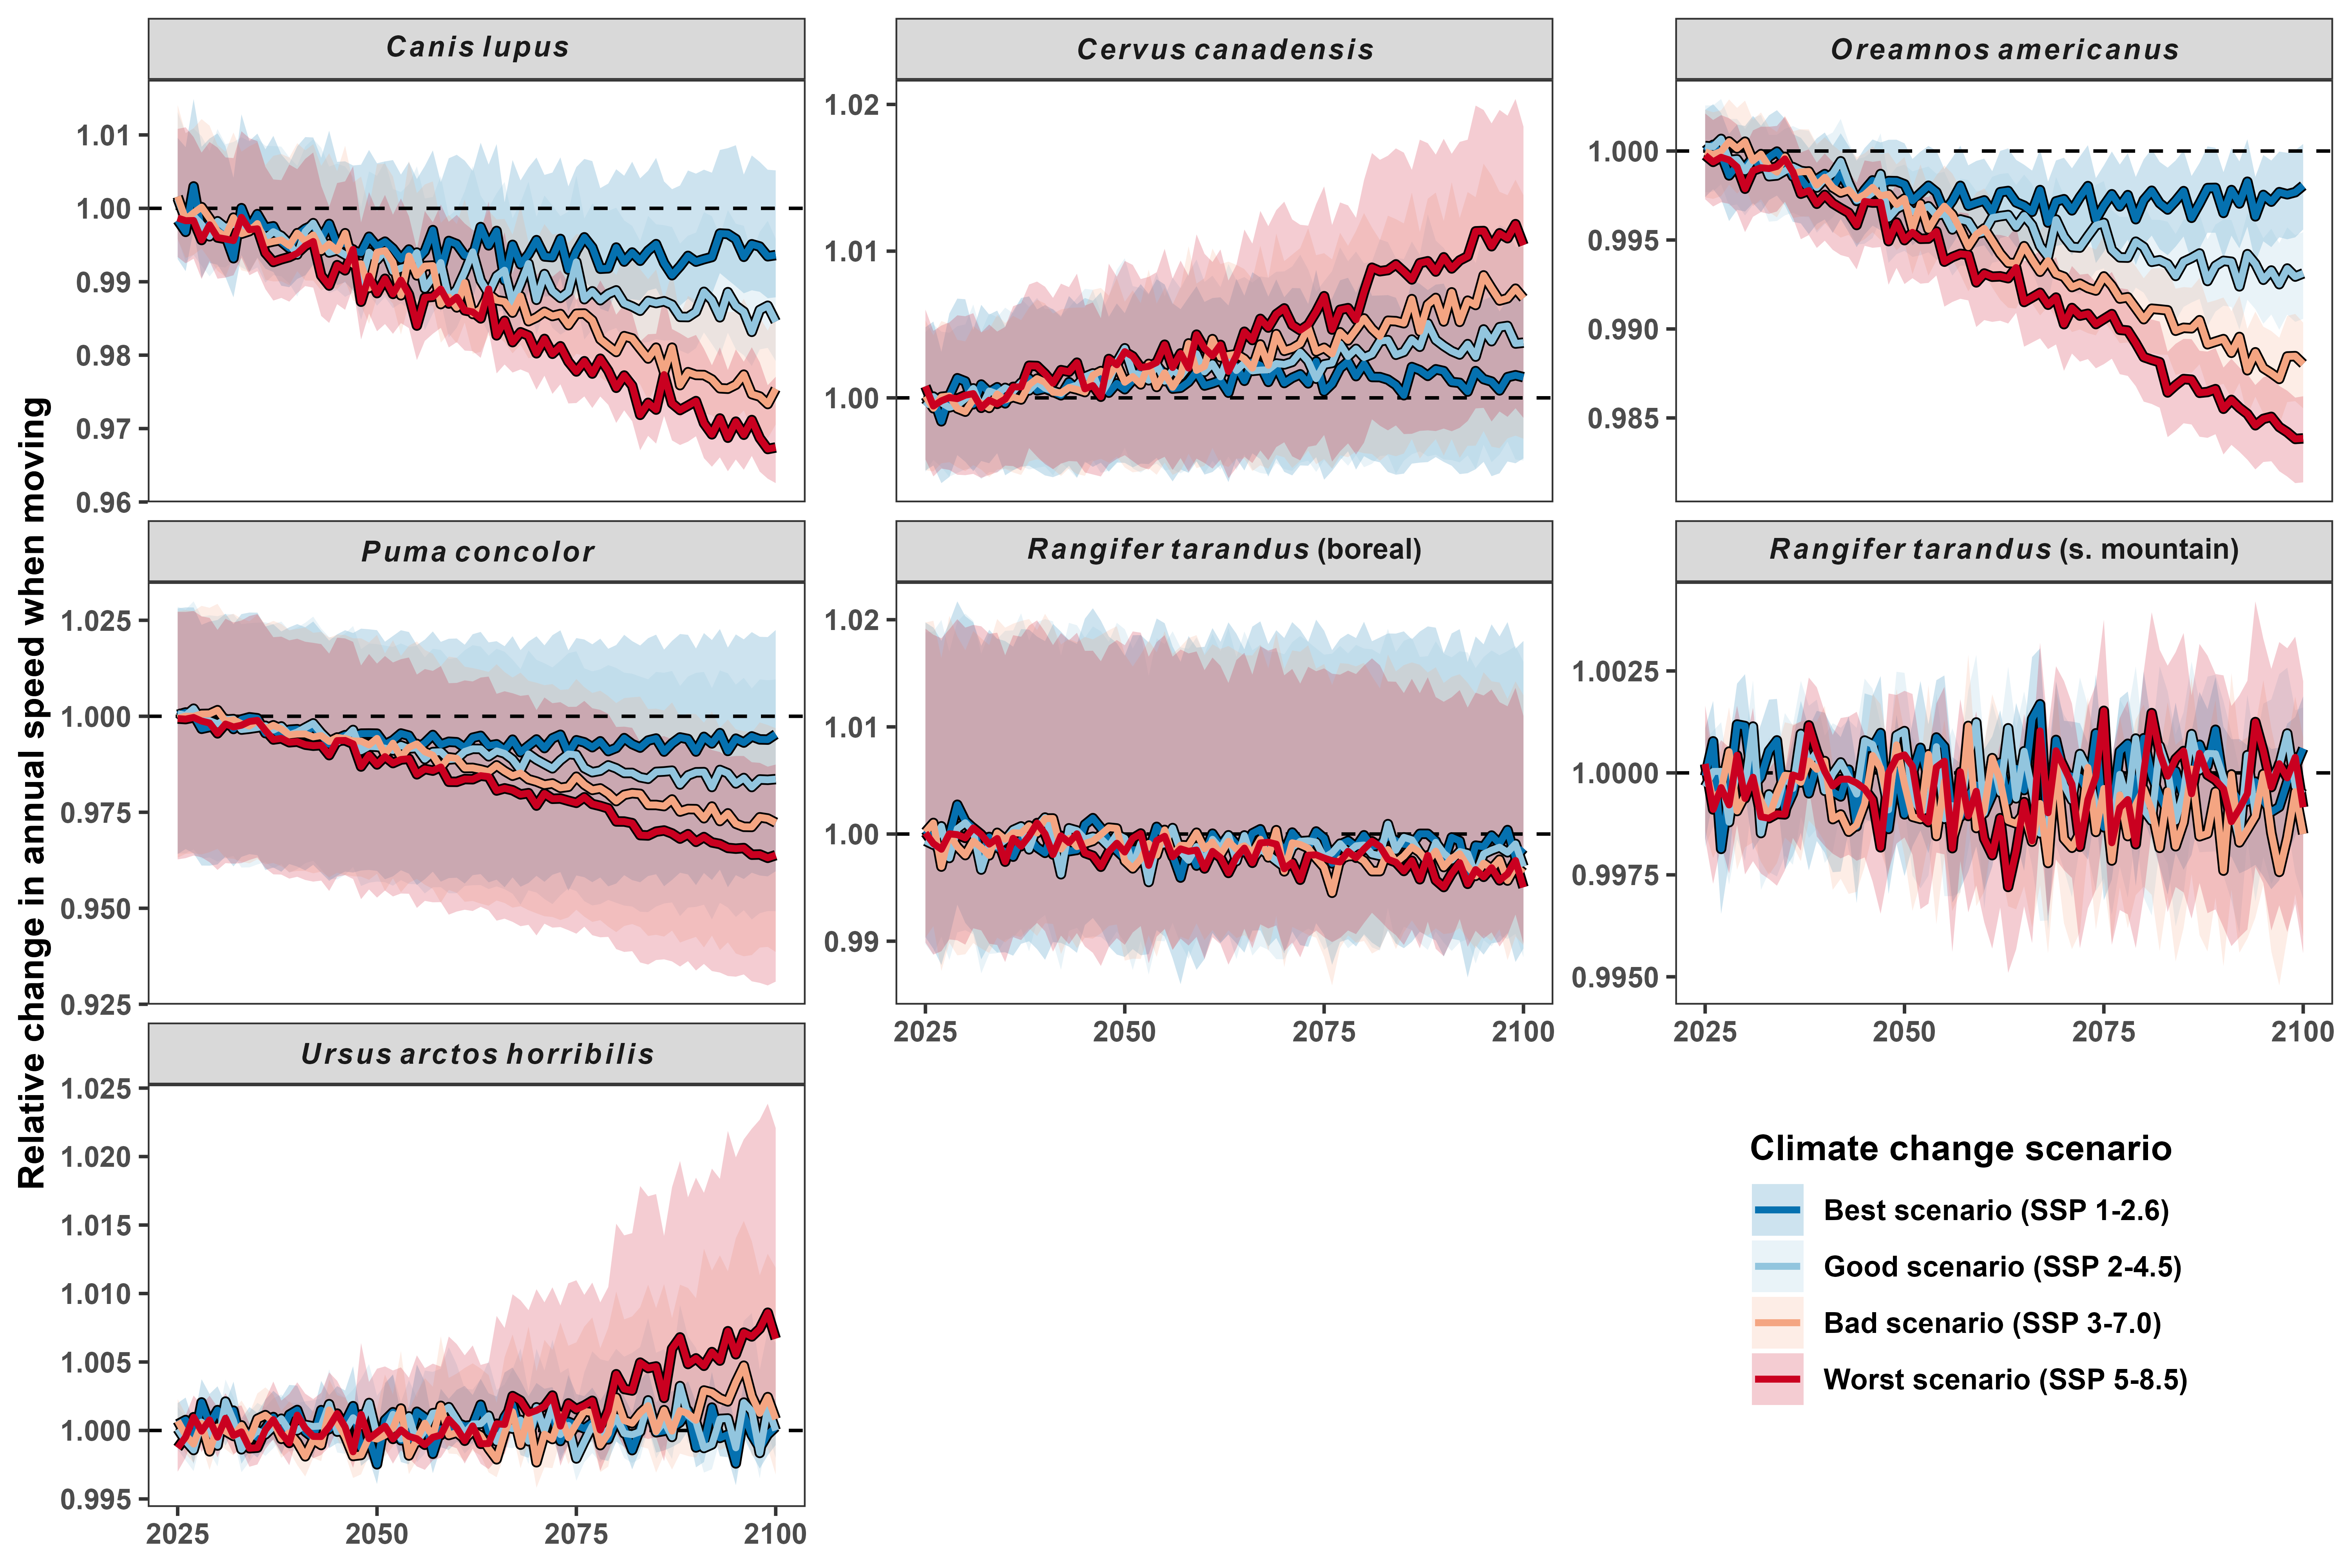 Relative change in annual speed when moving
Canis lupus
1.01
1.00
0.99
0.98
0.97
0.96
Cervus canadensis
1.02
1.01
1.00
Oreamnos americanus
1.000
0.995
0.990
0.985
Puma concolor
1.025
1.000
0.975
0.950
0.925
Rangifer tarandus (boreal)
1.02
1.01
1.00
0.99
2025 2050 2075 2100
Rangifer tarandus (s. mountain)
1.0025
1.0000
0.9975
0.9950
2025 2050 2075 2100
Ursus arctos horribilis
1.025
1.020
1.015
1.010
1.005
1.000
0.995
2025 2050 2075 2100
Climate change scenario
Best scenario (SSP 1-2.6)
Good scenario (SSP 2-4.5)
Bad scenario (SSP 3-7.0)
Worst scenario (SSP 5-8.5)